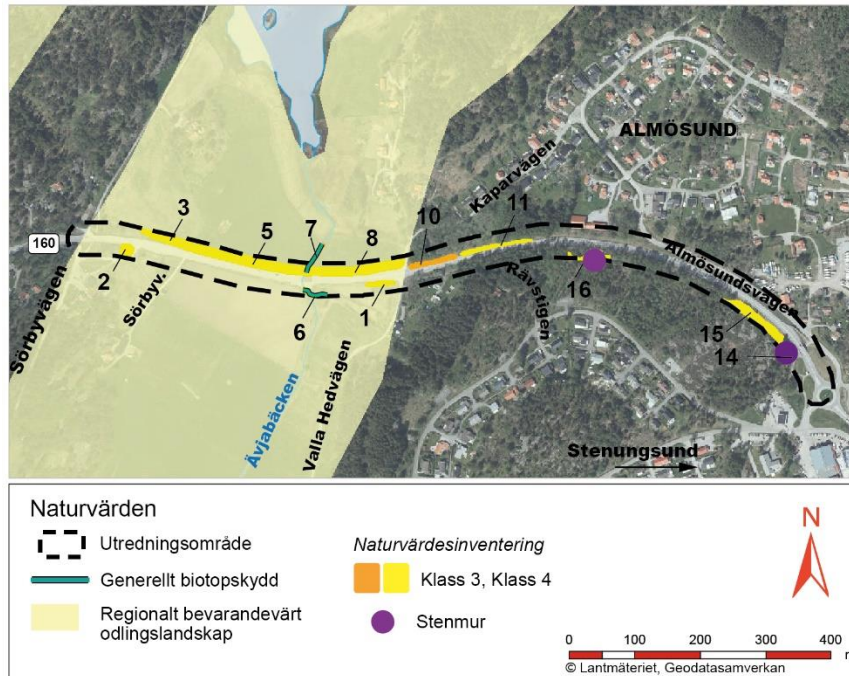 ALMÖSUND
Kaparvägen
3
5
7
8
10
11
160
2
Sörbyv.
6
1
Rävstigen
16
Almösundsvägen
15
14
Sörbyvägen
Ävjabäcken
Valla Hedvägen
Stenungsund
Naturvärden
Utredningsområde
Generellt biotopskydd
Regionalt bevarandevärt
odlingslandskap
Naturvärdesinventering
Klass 3, Klass 4
Stenmur
N
0 100 200 300 400
m
© Lantmäteriet, Geodatasamverkan